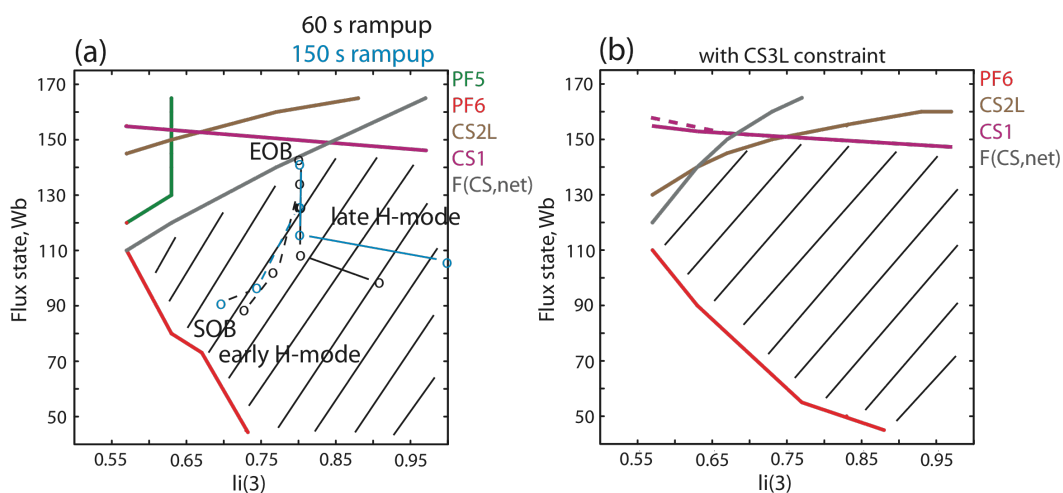 60 s rampup
150 s rampup
(a)
PF5
PF6
CS2L
CS1
F(CS,net)
170
150
130
110
90
70
50
Flux state, Wb
EOB
late H-mode
SOB
early H-mode
0.55
0.65
0.75
0.85
0.95
li(3)
(b)
with CS3L constraint
PF6
CS2L
CS1
F(CS,net)
170
150
130
110
90
70
50
Flux state, Wb
0.55
0.65
0.75
0.85
0.95
li(3)